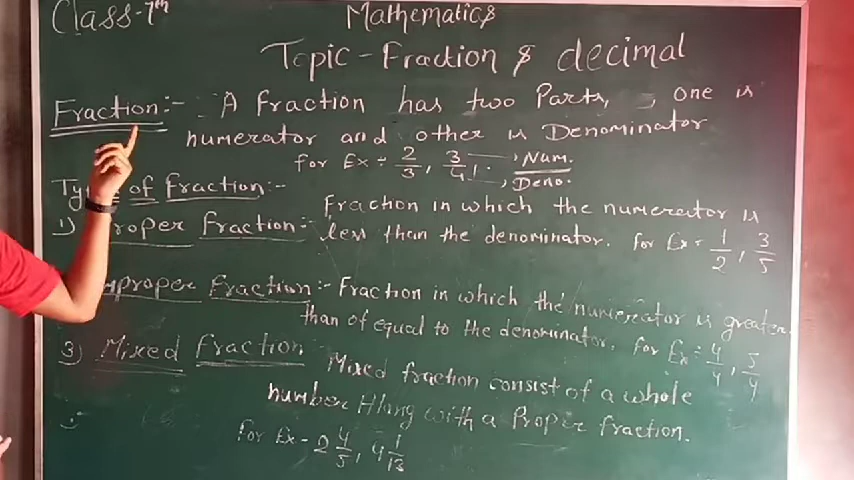 Class-7th
Mathematics
Topic-Fraction & decimal
Fraction:- A fraction has two Parts, one is
numerator and other is Denominator
for Ex ÷ 2/3, 3/4 → Num.
→ Deno.
of fraction:-
1) roper fraction:- Fraction in which the numerator is
less than the denominator. for Ex ÷ 1/2, 3/5
mproper Fraction:- Fraction in which the numerator is greater
than of equal to the denominator. for Ex ÷ 4/4, 5/4
3) Mixed fraction Mixed fraction consist of a whole
number Hlong with a Proper fraction.
for Ex - 2 4/5, 9 1/13